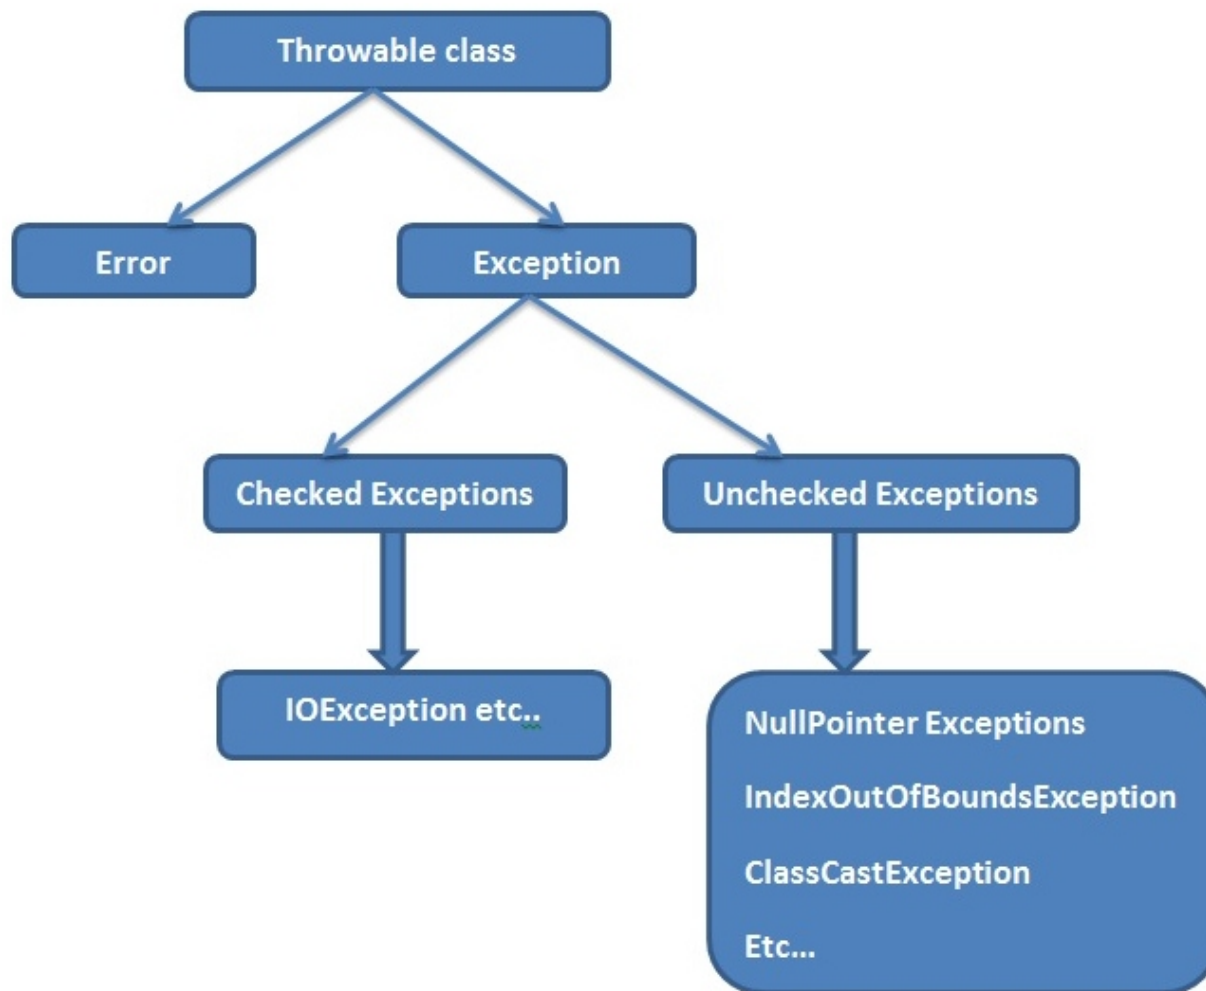 Throwable class
Error
Exception
Checked Exceptions
Unchecked Exceptions
IOException etc..
NullPointer Exceptions
IndexOutOfBoundsException
ClassCastException
Etc...